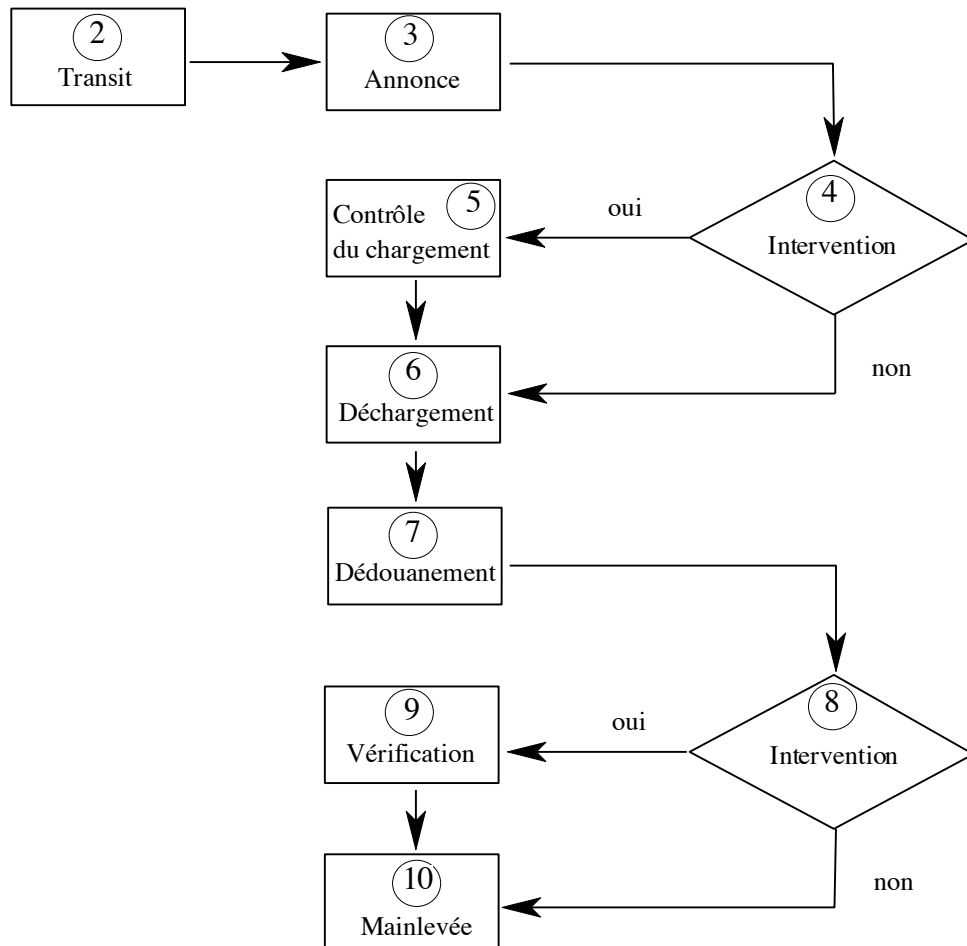 2
Transit
3
Annonce
4
Intervention
oui
5
Contrôle
du chargement
non
6
Déchargement
7
Dédouanement
8
Intervention
oui
9
Vérification
non
10
Mainlevée